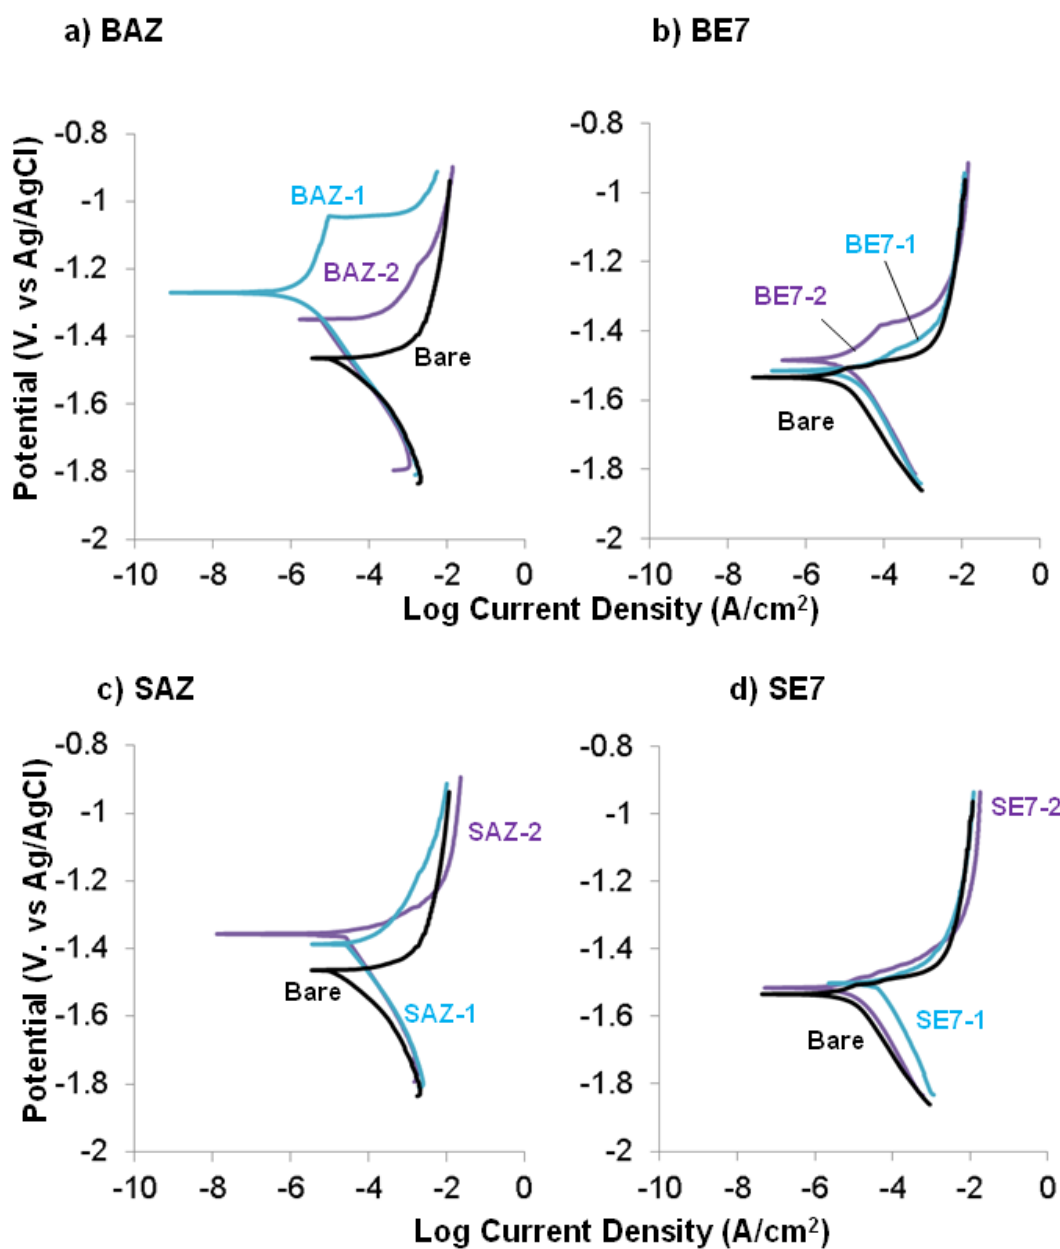 a) BAZ
b) BE7
Potential (V. vs Ag/AgCl)
-0.8
-1
-1.2
-1.4
-1.6
-1.8
-2
BAZ-1
BAZ-2
Bare
-10
-8
-6
-4
-2
0
-0.8
-1
-1.2
-1.4
-1.6
-1.8
-2
BE7-1
BE7-2
Bare
-10
-8
-6
-4
-2
0
Log Current Density (A/cm²)
c) SAZ
d) SE7
Potential (V. vs Ag/AgCl)
-0.8
-1
-1.2
-1.4
-1.6
-1.8
-2
SAZ-2
Bare
SAZ-1
-10
-8
-6
-4
-2
0
-0.8
-1
-1.2
-1.4
-1.6
-1.8
-2
SE7-2
SE7-1
Bare
-10
-8
-6
-4
-2
0
Log Current Density (A/cm²)